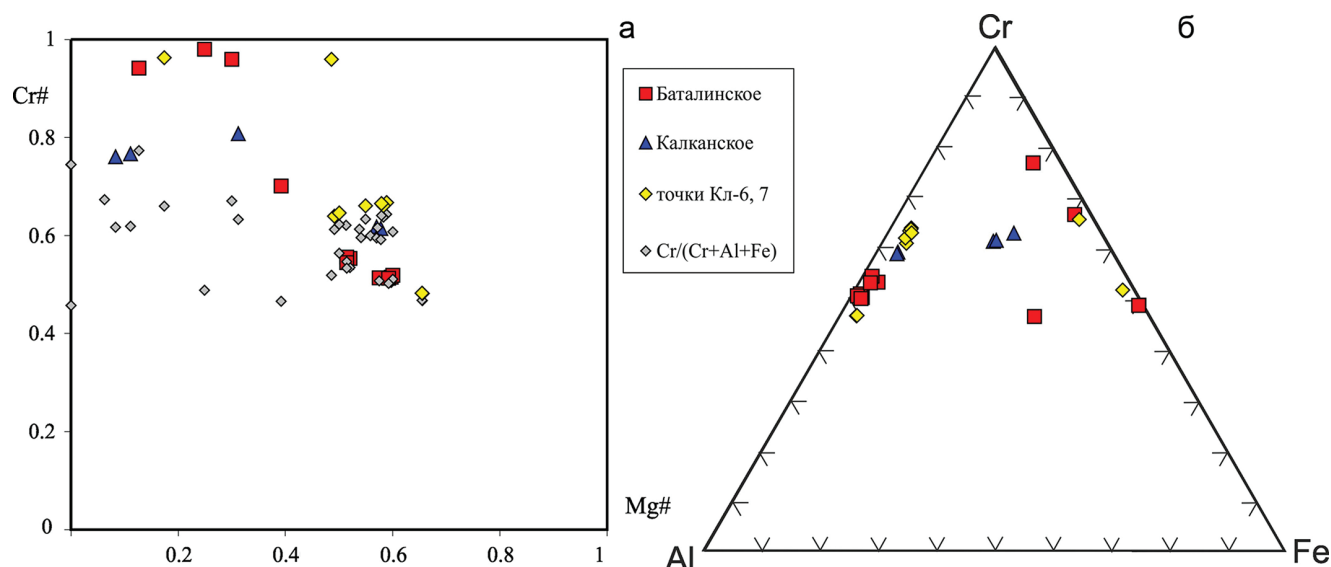 а
Cr#
1
0.8
0.6
0.4
0.2
0
0.2
0.4
0.6
0.8
1
Mg#
Баталинское
Калканское
точки Кл-6, 7
Cr/(Cr+Al+Fe)
б
Cr
Al
Fe